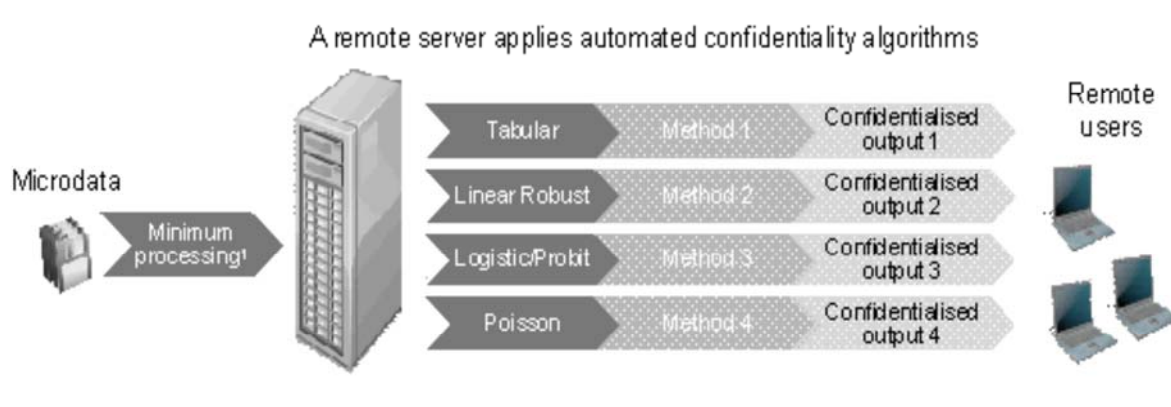 A remote server applies automated confidentiality algorithms
Remote
users
Microdata
Minimum
processing¹
Tabular
Method 1
Confidentialised
output 1
Linear Robust
Method 2
Confidentialised
output 2
Logistic/Probit
Method 3
Confidentialised
output 3
Poisson
Method 4
Confidentialised
output 4